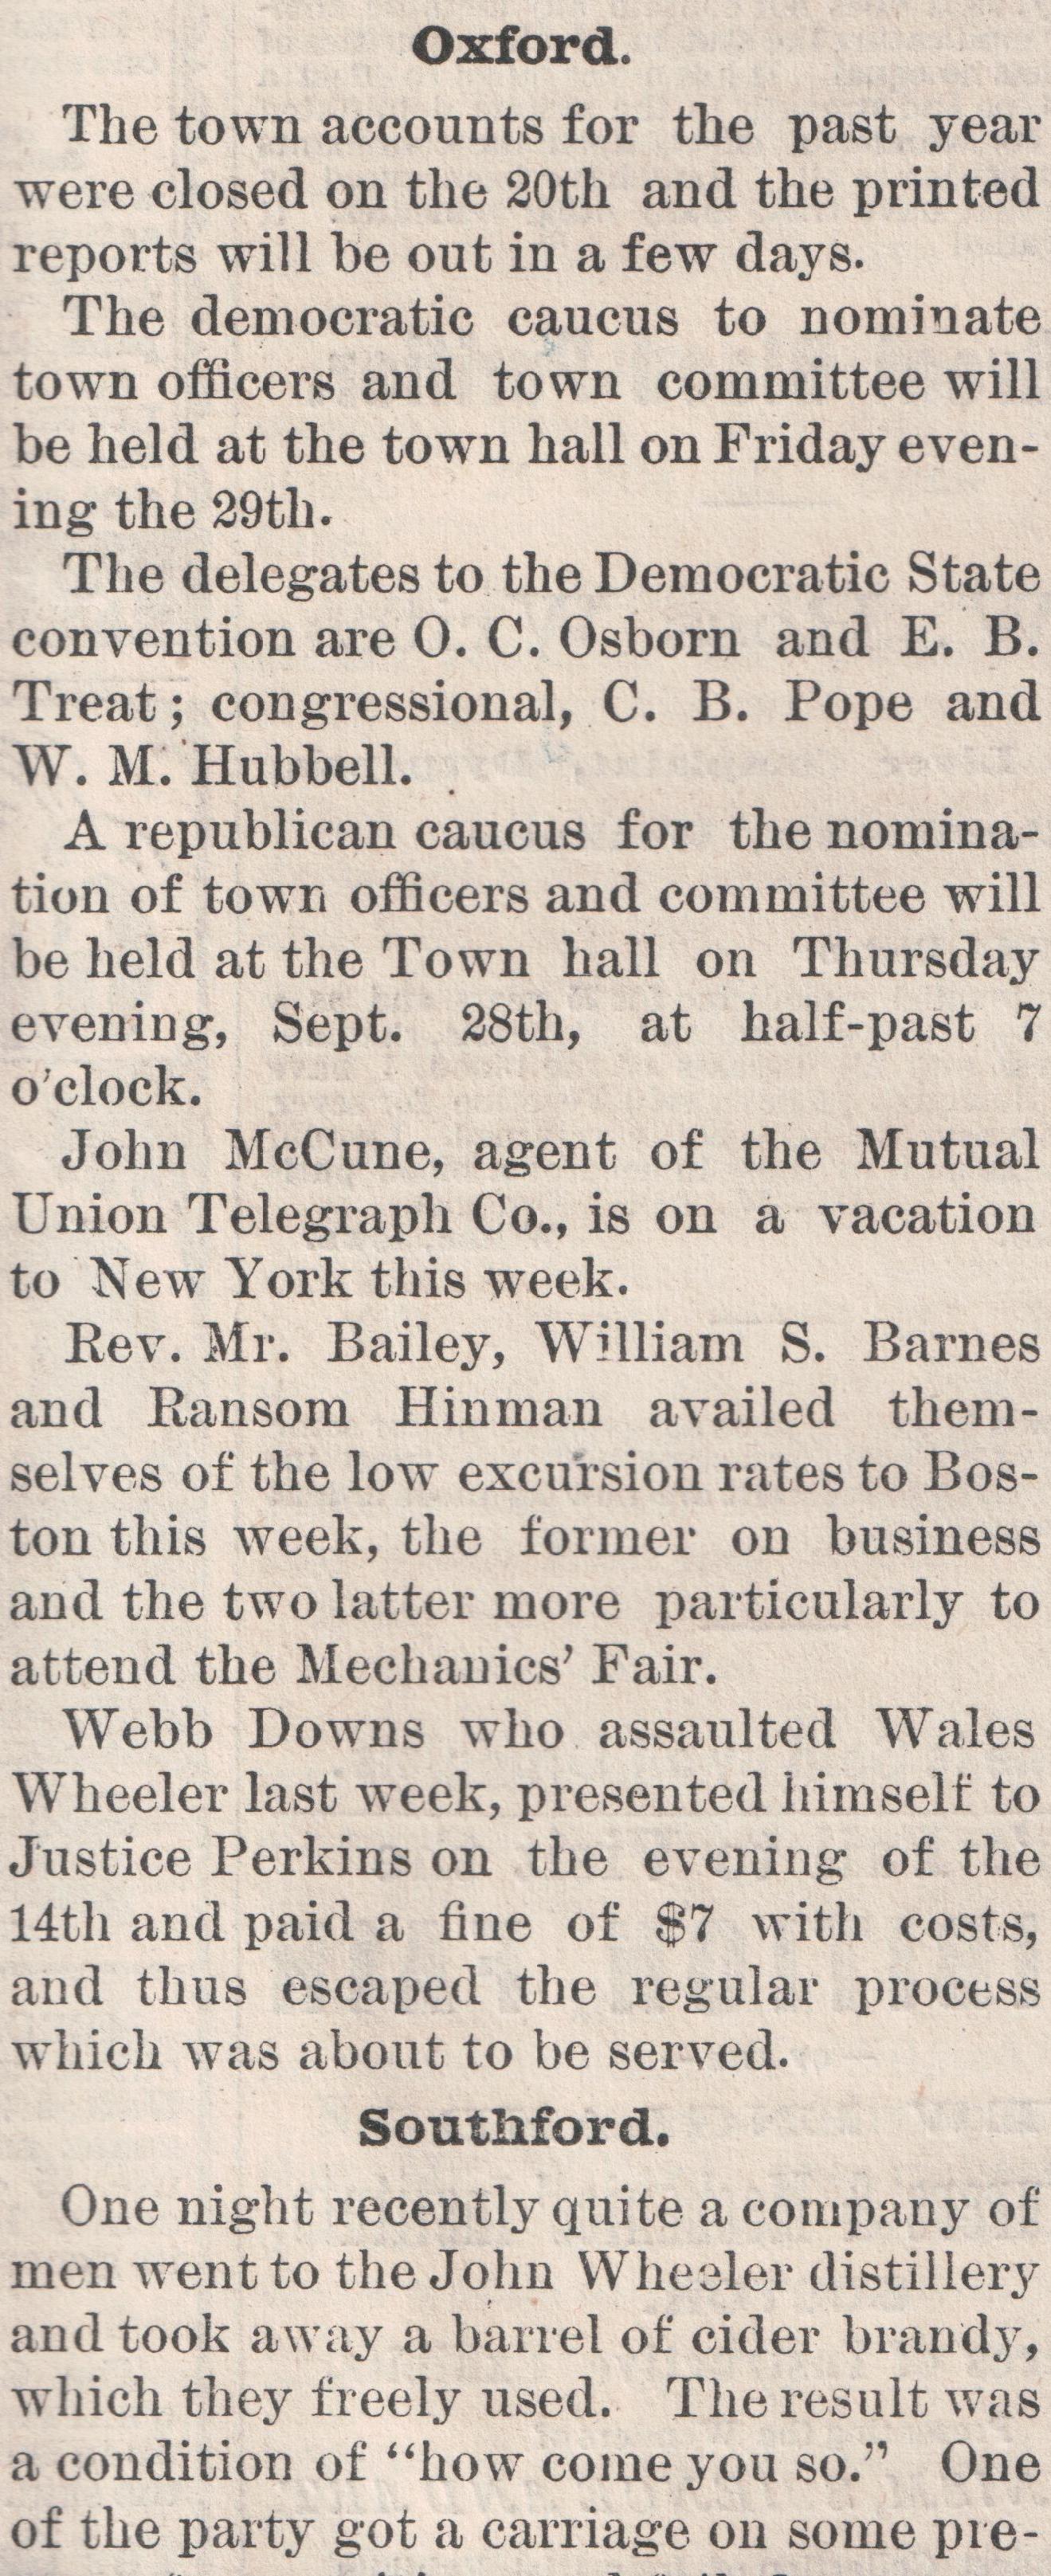 Oxford.
The town accounts for the past year
were closed on the 20th and the printed
reports will be out in a few days.
The democratic caucus to nominate
town officers and town committee will
be held at the town hall on Friday even-
ing the 29th.
The delegates to the Democratic State
convention are O. C. Osborn and E. B.
Treat; congressional, C. B. Pope and
W. M. Hubbell.
A republican caucus for the nomina-
tion of town officers and committee will
be held at the Town hall on Thursday
evening, Sept. 28th, at half-past 7
o'clock.
John McCune, agent of the Mutual
Union Telegraph Co., is on a vacation
to New York this week.
Rev. Mr. Bailey, William S. Barnes
and Ransom Hinman availed them-
selves of the low excursion rates to Bos-
ton this week, the former on business
and the two latter more particularly to
attend the Mechanics' Fair.
Webb Downs who assaulted Wales
Wheeler last week, presented himself to
Justice Perkins on the evening of the
14th and paid a fine of $7 with costs,
and thus escaped the regular process
which was about to be served.
Southford.
One night recently quite a company of
men went to the John Wheeler distillery
and took away a barrel of cider brandy,
which they freely used. The result was
a condition of "how come you so." One
of the party got a carriage on some pre-